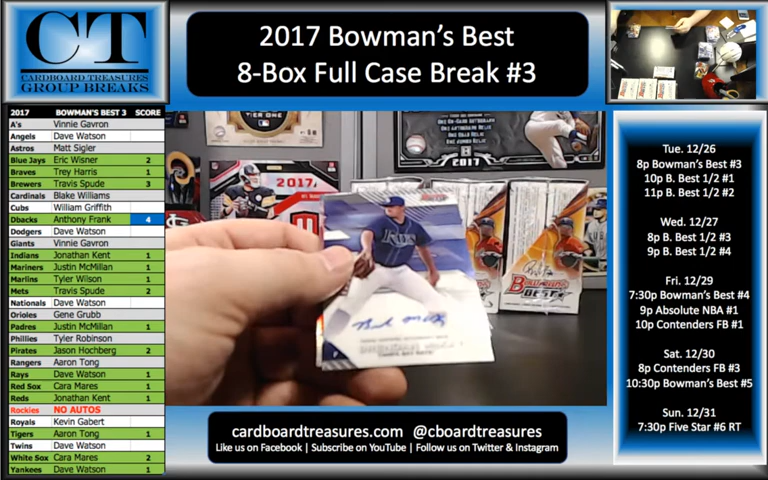 CT
CARDBOARD TREASURES
GROUP BREAKS
2017 Bowman's Best
8-Box Full Case Break #3
2017 BOWMAN'S BEST 3 SCORE
A's Vinnie Gavron
Angels Dave Watson
Astros Matt Sigler
Blue Jays Eric Wisner 2
Braves Trey Harris 1
Brewers Travis Spude 3
Cardinals Blake Williams
Cubs William Griffith
Dbacks Anthony Frank 4
Dodgers Dave Watson
Giants Vinnie Gavron
Indians Jonathan Kent 1
Mariners Justin McMillan 1
Marlins Tyler Wilson 1
Mets Travis Spude 2
Nationals Dave Watson
Orioles Gene Grubb
Padres Justin McMillan 1
Phillies Tyler Robinson
Pirates Jason Hochberg 2
Rangers Aaron Tong
Rays Dave Watson 1
Red Sox Cara Mares 1
Reds Jonathan Kent 1
Rockies NO AUTOS
Royals Kevin Gabert
Tigers Aaron Tong 1
Twins Dave Watson
White Sox Cara Mares 2
Yankees Dave Watson 1
TIER ONE
2017
2017
RAYS
BOWMAN'S
BEST
Tue. 12/26
8p Bowman's Best #3
10p B. Best 1/2 #1
11p B. Best 1/2 #2
Wed. 12/27
8p B. Best 1/2 #3
9p B. Best 1/2 #4
Fri. 12/29
7:30p Bowman's Best #4
9p Absolute NBA #1
10p Contenders FB #1
Sat. 12/30
8p Contenders FB #3
10:30p Bowman's Best #5
Sun. 12/31
7:30p Five Star #6 RT
cardboardtreasures.com @cboardtreasures
Like us on Facebook | Subscribe on YouTube | Follow us on Twitter & Instagram